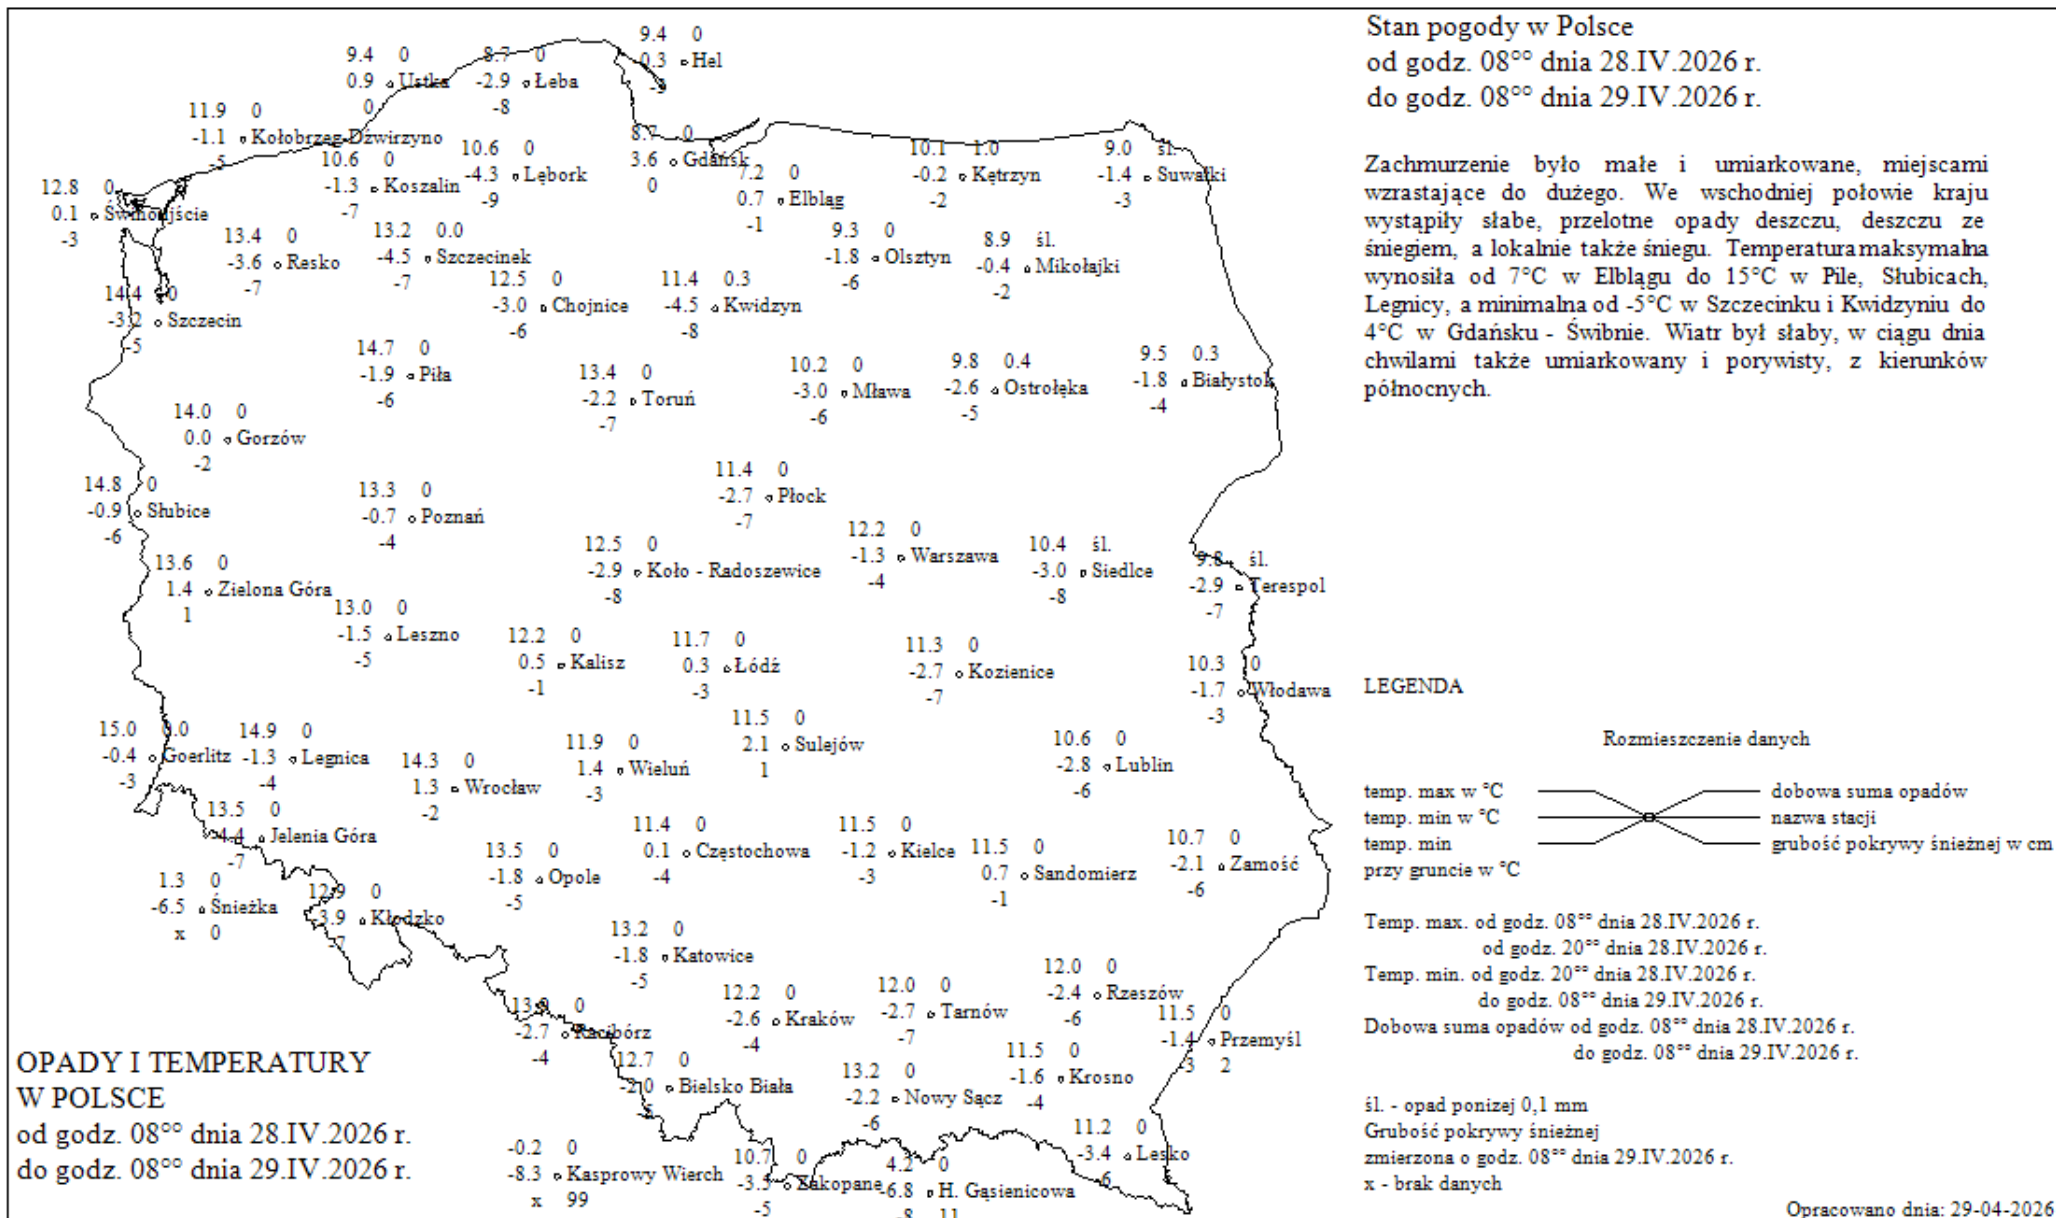 Stan pogody w Polsce
od godz. 08°° dnia 28.IV.2026 r.
do godz. 08°° dnia 29.IV.2026 r.
Zachmurzenie było małe i umiarkowane, miejscami
wzrastające do dużego. We wschodniej połowie kraju
wystąpiły słabe, przelotne opady deszczu, deszczu ze
śniegiem, a lokalnie także śniegu. Temperatura maksymalna
wynosiła od 7°C w Elblągu do 15°C w Pile, Słubicach,
Legnicy, a minimalna od -5°C w Szczecinku i Kwidzyniu do
4°C w Gdańsku - Świbnie. Wiatr był słaby, w ciągu dnia
chwilami także umiarkowany i porywisty, z kierunków
północnych.
9.4 0
0.3 Hel
9.4 0
0.9 Ustka
0
8.7 0
-2.9 Łeba
-8
11.9 0
-1.1 Kołobrzeg-Dźwirzyno
-5
10.6 0
-1.3 Koszalin
-7
10.6 0
-4.3 Lębork
-9
8.7 0
3.6 Gdańsk
0
7.2 0
0.7 Elbląg
-1
10.1 1.0
-0.2 Kętrzyn
-2
9.0 śl.
-1.4 Suwałki
-3
12.8 0
0.1 Świnoujście
-3
13.4 0
-3.6 Resko
-7
13.2 0.0
-4.5 Szczecinek
-7
9.3 0
-1.8 Olsztyn
-6
8.9 śl.
-0.4 Mikołajki
-2
14.4 0
-3.2 Szczecin
-5
12.5 0
-3.0 Chojnice
-6
11.4 0.3
-4.5 Kwidzyn
-8
14.7 0
-1.9 Piła
-6
13.4 0
-2.2 Toruń
-7
10.2 0
-3.0 Mława
-6
9.8 0.4
-2.6 Ostrołęka
-5
9.5 0.3
-1.8 Białystok
-4
14.0 0
0.0 Gorzów
-2
14.8 0
-0.9 Słubice
-6
13.3 0
-0.7 Poznań
-4
11.4 0
-2.7 Płock
-7
12.5 0
-2.9 Koło - Radoszewice
-8
12.2 0
-1.3 Warszawa
-4
10.4 śl.
-3.0 Siedlce
-8
9.8 śl.
-2.9 Terespol
-7
13.6 0
1.4 Zielona Góra
1
13.0 0
-1.5 Leszno
-5
12.2 0
0.5 Kalisz
-1
11.7 0
0.3 Łódź
-3
11.3 0
-2.7 Kozienice
-7
10.3 0
-1.7 Włodawa
-3
15.0 0.0
-0.4 Goerlitz
-3
14.9 0
-1.3 Legnica
-4
14.3 0
1.3 Wrocław
-2
11.9 0
1.4 Wieluń
-3
11.5 0
2.1 Sulejów
1
10.6 0
-2.8 Lublin
-6
13.5 0
-4.4 Jelenia Góra
-7
13.5 0
-1.8 Opole
-5
11.4 0
0.1 Częstochowa
-4
11.5 0
-1.2 Kielce
-3
11.5 0
0.7 Sandomierz
-1
10.7 0
-2.1 Zamość
-6
1.3 0
-6.5 Śnieżka
x 0
12.9 0
-3.9 Kłodzko
-7
13.2 0
-1.8 Katowice
-5
0
-2.7 Racibórz
-4
12.2 0
-2.6 Kraków
-4
12.0 0
-2.7 Tarnów
-7
12.0 0
-2.4 Rzeszów
-6
11.5 0
-1.4 Przemyśl
-3 2
12.7 0
-2.0 Bielsko Biała
13.2 0
-2.2 Nowy Sącz
-6
11.5 0
-1.6 Krosno
-4
11.2 0
-3.4 Lesko
-6
-0.2 0
-8.3 Kasprowy Wierch
x 99
10.7 0
-3.5 Zakopane
-5
4.2 0
-6.8 H. Gąsienicowa
-8 11
OPADY I TEMPERATURY
W POLSCE
od godz. 08°° dnia 28.IV.2026 r.
do godz. 08°° dnia 29.IV.2026 r.
LEGENDA
Rozmieszczenie danych
temp. max w °C dobowa suma opadów
temp. min w °C nazwa stacji
temp. min grubość pokrywy śnieżnej w cm
przy gruncie w °C
Temp. max. od godz. 08°° dnia 28.IV.2026 r.
od godz. 20°° dnia 28.IV.2026 r.
Temp. min. od godz. 20°° dnia 28.IV.2026 r.
do godz. 08°° dnia 29.IV.2026 r.
Dobowa suma opadów od godz. 08°° dnia 28.IV.2026 r.
do godz. 08°° dnia 29.IV.2026 r.
śl. - opad ponizej 0,1 mm
Grubość pokrywy śnieżnej
zmierzona o godz. 08°° dnia 29.IV.2026 r.
x - brak danych
Opracowano dnia: 29-04-2026